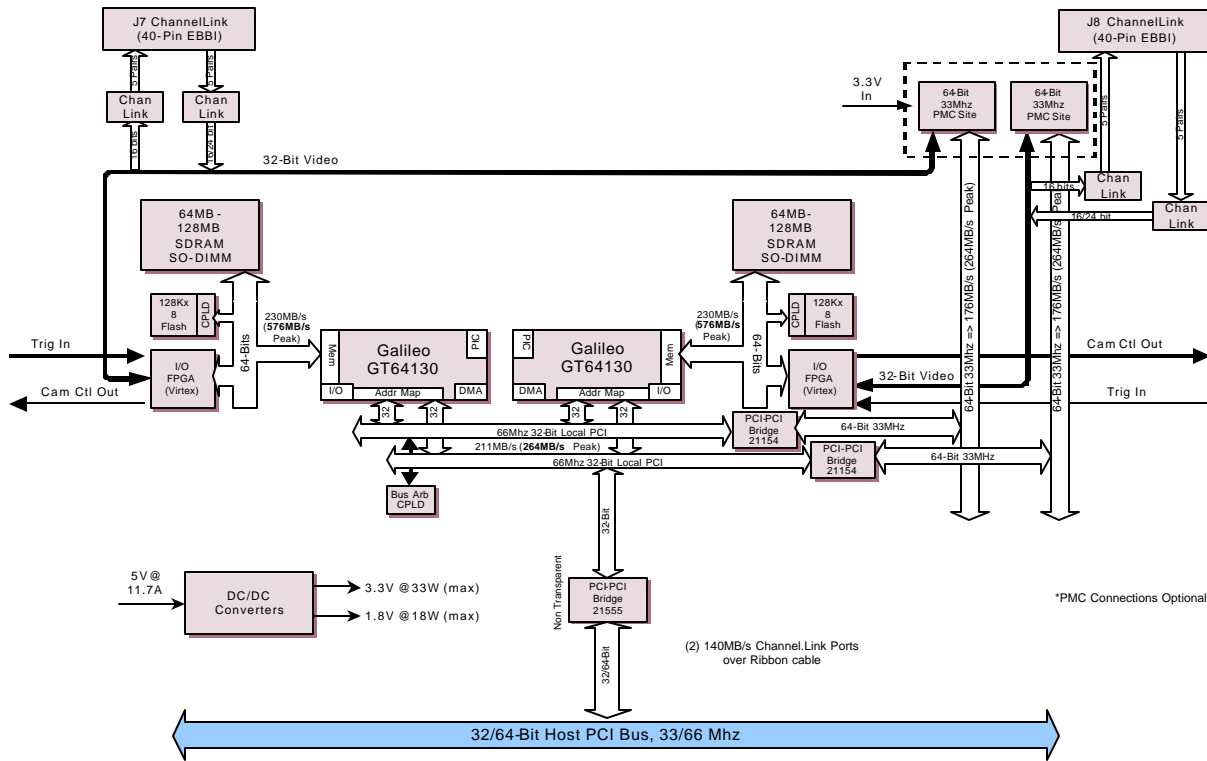 J7 ChannelLink
(40-Pin EBBI)
J8 ChannelLink
(40-Pin EBBI)
5 Pairs
5 Pairs
Chan
Link
Chan
Link
16 bits
16/24 bit
3.3V
In
64-Bit
33Mhz
PMC Site
64-Bit
33Mhz
PMC Site
5 Pairs
5 Pairs
32-Bit Video
16 bits
Chan
Link
16/24 bit
Chan
Link
64MB -
128MB
SDRAM
SO-DIMM
64MB-
128MB
SDRAM
SO-DIMM
64-Bit 33Mhz => 176MB/s (264MB/s Peak)
64-Bit 33Mhz => 176MB/s (264MB/s Peak)
128Kx
8
Flash
CPLD
64-Bits
230MB/s
(576MB/s
Peak)
230MB/s
(576MB/s
Peak)
64-Bits
CPLD
128Kx
8
Flash
Trig In
I/O
FPGA
(Virtex)
Cam Ctl Out
Mem
Galileo
GT64130
PIC
I/O
Addr Map
DMA
PIC
Galileo
GT64130
Mem
DMA
Addr Map
I/O
I/O
FPGA
(Virtex)
Cam Ctl Out
32-Bit Video
Trig In
32
32
32
32
66Mhz 32-Bit Local PCI
PCI-PCI
Bridge
21154
64-Bit 33MHz
211MB/s (264MB/s Peak)
66Mhz 32-Bit Local PCI
PCI-PCI
Bridge
21154
64-Bit 33MHz
Bus Arb
CPLD
32-Bit
5V @
11.7A
DC/DC
Converters
3.3V @33W (max)
1.8V @18W (max)
Non Transparent
PCI-PCI
Bridge
21555
*PMC Connections Optional
32/64-Bit
(2) 140MB/s Channel.Link Ports
over Ribbon cable
32/64-Bit Host PCI Bus, 33/66 Mhz